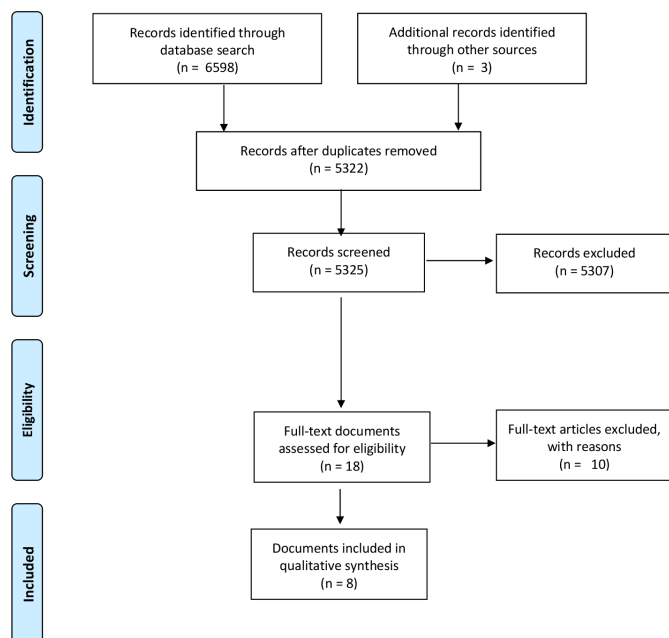 Identification
Records identified through
database search
(n = 6598)
Additional records identified
through other sources
(n = 3)
Records after duplicates removed
(n = 5322)
Screening
Records screened
(n = 5325)
Records excluded
(n = 5307)
Eligibility
Full-text documents
assessed for eligibility
(n = 18)
Full-text articles excluded,
with reasons
(n = 10)
Included
Documents included in
qualitative synthesis
(n = 8)